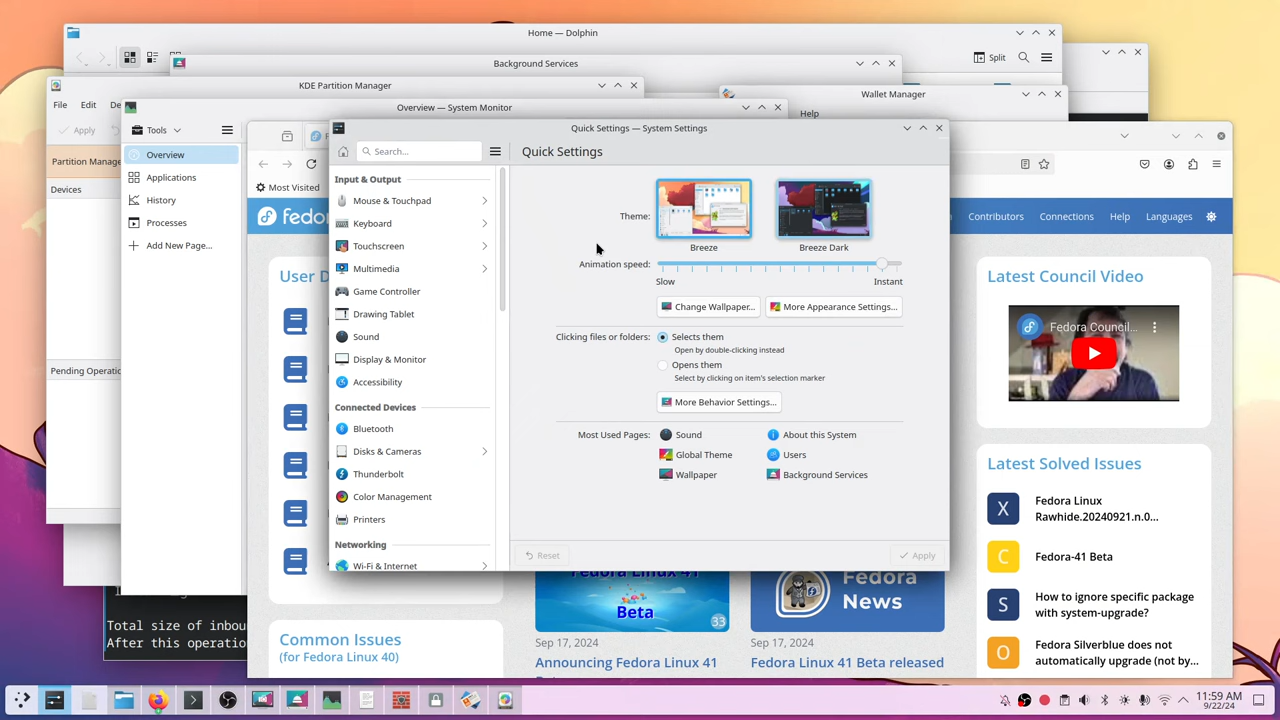 Home — Dolphin
Split
Background Services
KDE Partition Manager
Wallet Manager
File Edit
Help
Overview — System Monitor
Apply
Tools
Quick Settings — System Settings
Search...
Quick Settings
Partition Manage
Devices
Pending Operatio
Overview
Applications
History
Processes
Add New Page...
Most Visited
Contributors
Connections
Help
Languages
Input & Output
Mouse & Touchpad
Keyboard
Touchscreen
Multimedia
Game Controller
Drawing Tablet
Sound
Display & Monitor
Accessibility
Connected Devices
Bluetooth
Disks & Cameras
Thunderbolt
Color Management
Printers
Networking
Wi-Fi & Internet
Theme:
Breeze
Breeze Dark
Animation speed:
Slow
Instant
Change Wallpaper...
More Appearance Settings...
Clicking files or folders:
Selects them
Open by double-clicking instead
Opens them
Select by clicking on item's selection marker
More Behavior Settings...
Most Used Pages:
Sound
About this System
Global Theme
Users
Wallpaper
Background Services
Reset
Apply
fedo
User D
Common Issues
(for Fedora Linux 40)
Fedora Linux 41
Beta
33
Sep 17, 2024
Announcing Fedora Linux 41
Fedora
News
Sep 17, 2024
Fedora Linux 41 Beta released
Latest Council Video
Fedora Council...
Latest Solved Issues
X
Fedora Linux
Rawhide.20240921.n.0...
C
Fedora-41 Beta
S
How to ignore specific package
with system-upgrade?
O
Fedora Silverblue does not
automatically upgrade (not by...
Total size of inbou
After this operatio
11:59 AM
9/22/24